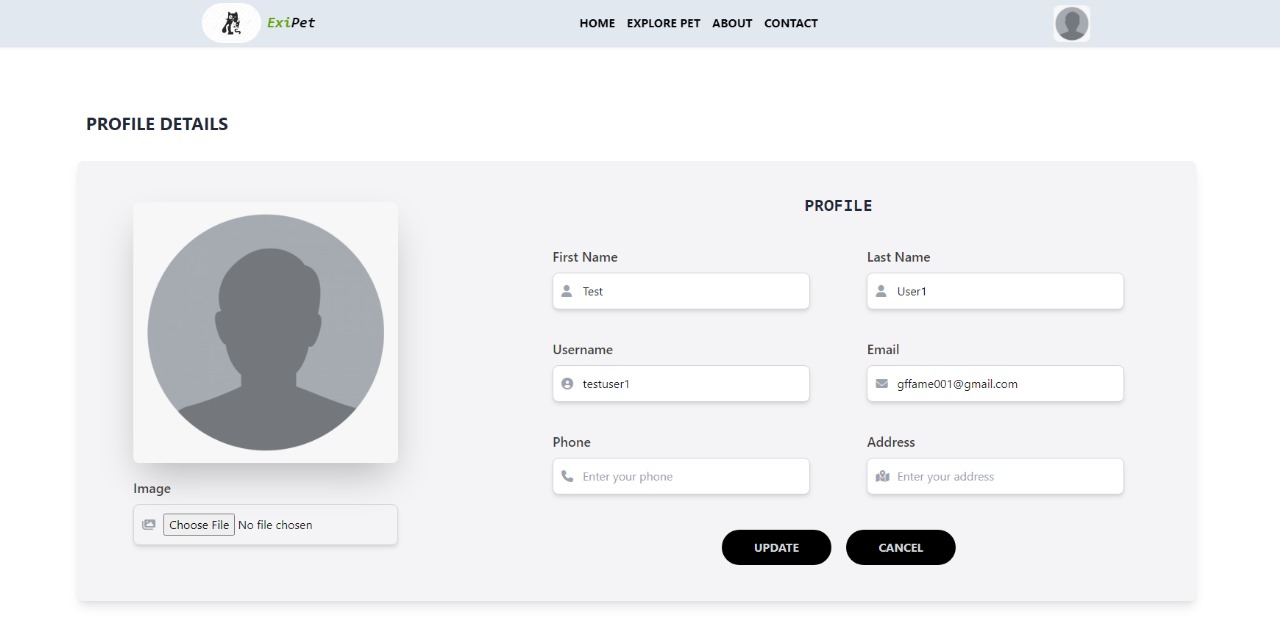 ExiPet
HOME EXPLORE PET ABOUT CONTACT
PROFILE DETAILS
PROFILE
First Name
Last Name
Test
User1
Username
Email
testuser1
gffame001@gmail.com
Phone
Address
Enter your phone
Enter your address
Image
Choose File No file chosen
UPDATE
CANCEL